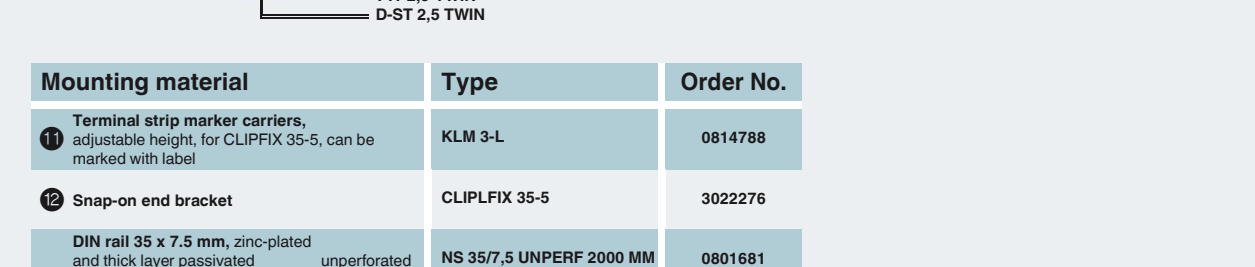 D-ST 2,5 TWIN
Mounting material Type Order No.
Terminal strip marker carriers,
11 adjustable height, for CLIPFIX 35-5, can be KLM 3-L 0814788
marked with label
12 Snap-on end bracket CLIPLFIX 35-5 3022276
DIN rail 35 x 7.5 mm, zinc-plated
and thick layer passivated unperforated NS 35/7,5 UNPERF 2000 MM 0801681